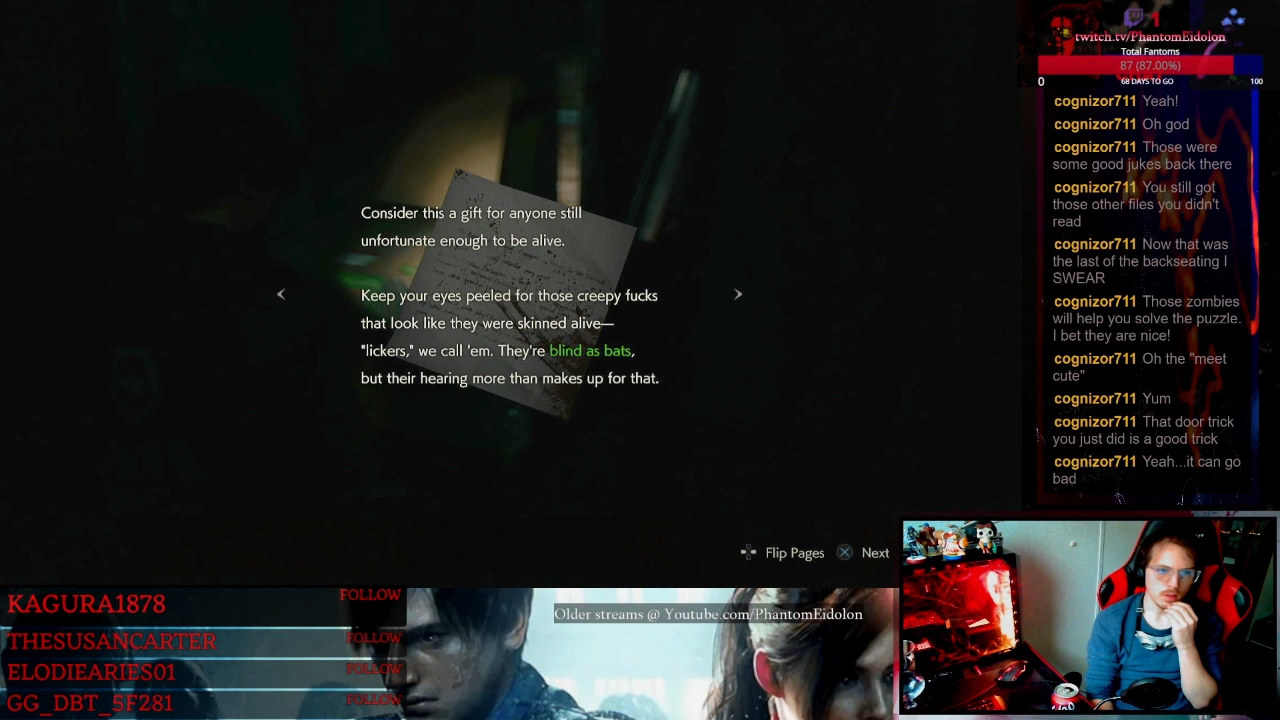 Consider this a gift for anyone still
unfortunate enough to be alive.
Keep your eyes peeled for those creepy fucks
that look like they were skinned alive—
"lickers," we call 'em. They're blind as bats,
but their hearing more than makes up for that.
Flip Pages
Next
1
twitch.tv/PhantomEidolon
Total Fantoms
87 (87.00%)
0
68 DAYS TO GO
100
cognizor711 Yeah!
cognizor711 Oh god
cognizor711 Those were
some good jukes back there
cognizor711 You still got
those other files you didn't
read
cognizor711 Now that was
the last of the backseating I
SWEAR
cognizor711 Those zombies
will help you solve the puzzle.
I bet they are nice!
cognizor711 Oh the "meet
cute"
cognizor711 Yum
cognizor711 That door trick
you just did is a good trick
cognizor711 Yeah...it can go
bad
KAGURA1878 FOLLOW
THESUSANCARTER FOLLOW
ELODIEARIES01 FOLLOW
GG_DBT_5F281 FOLLOW
Older streams @ Youtube.com/PhantomEidolon